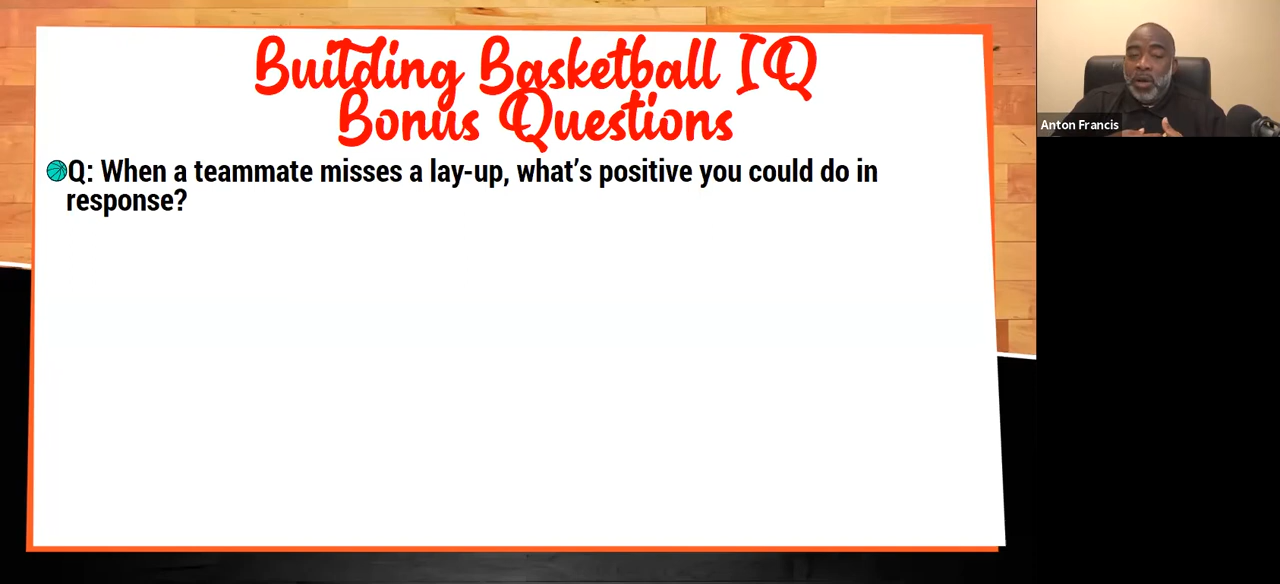 Building Basketball IQ
Bonus Questions
Q: When a teammate misses a lay-up, what's positive you could do in
response?
Anton Francis